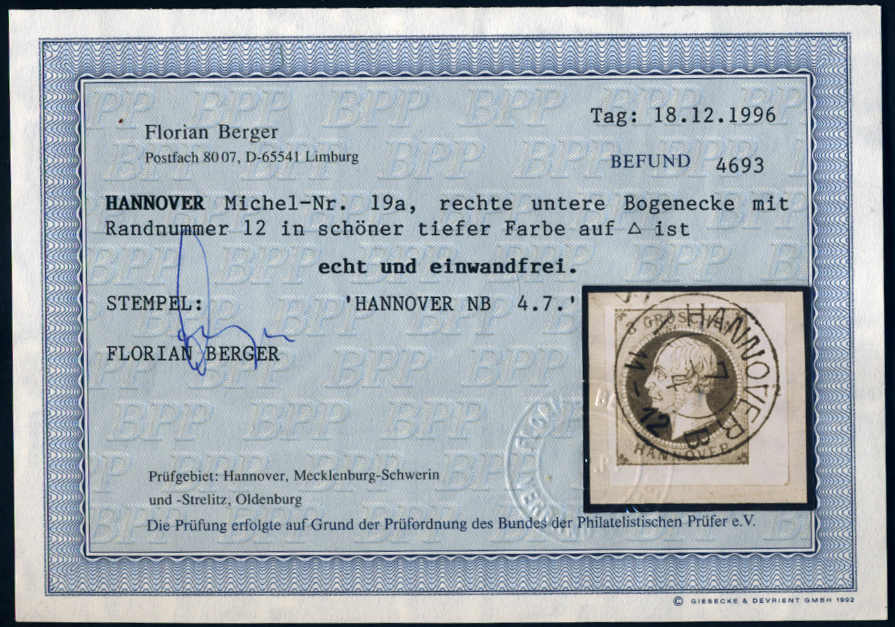 Florian Berger
Postfach 80 07, D-65541 Limburg
Tag: 18.12.1996
BEFUND 4693
HANNOVER Michel-Nr. 19a, rechte untere Bogenecke mit
Randnummer 12 in schöner tiefer Farbe auf △ ist
echt und einwandfrei.
STEMPEL: 'HANNOVER NB 4.7.'
FLORIAN BERGER
HANNOVER
12
HANNOVER
Prüfgebiet: Hannover, Mecklenburg-Schwerin
und -Strelitz, Oldenburg
Die Prüfung erfolgte auf Grund der Prüfordnung des Bundes der Philatelistischen Prüfer e.V.
© GIESECKE & DEVRIENT GMBH 1992
BPP